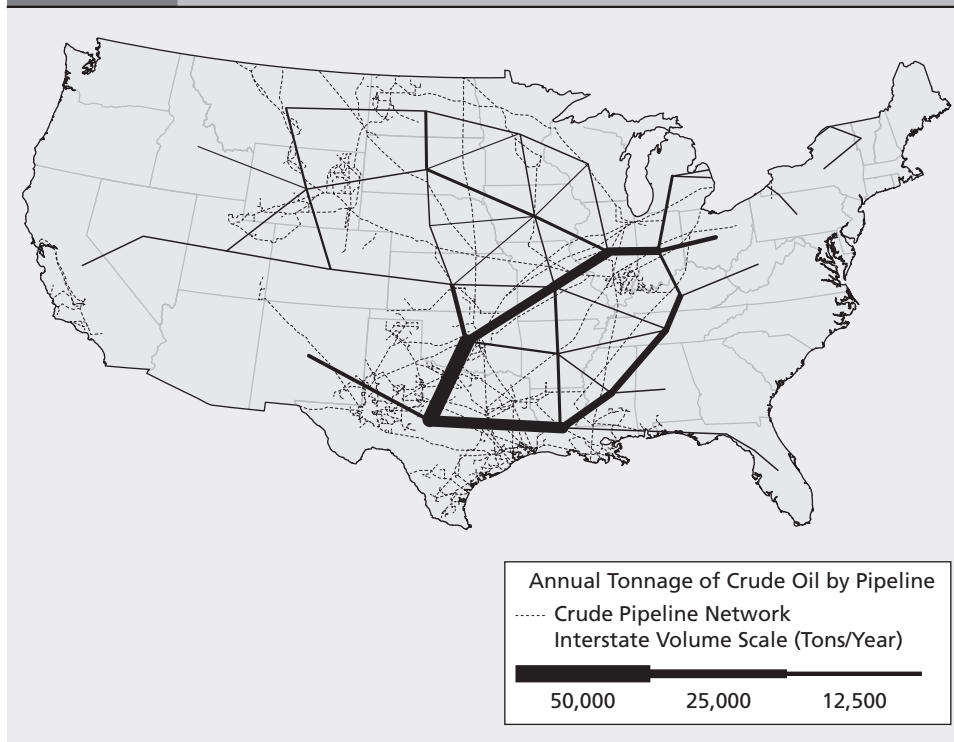 Annual Tonnage of Crude Oil by Pipeline
Crude Pipeline Network
Interstate Volume Scale (Tons/Year)
50,000 25,000 12,500